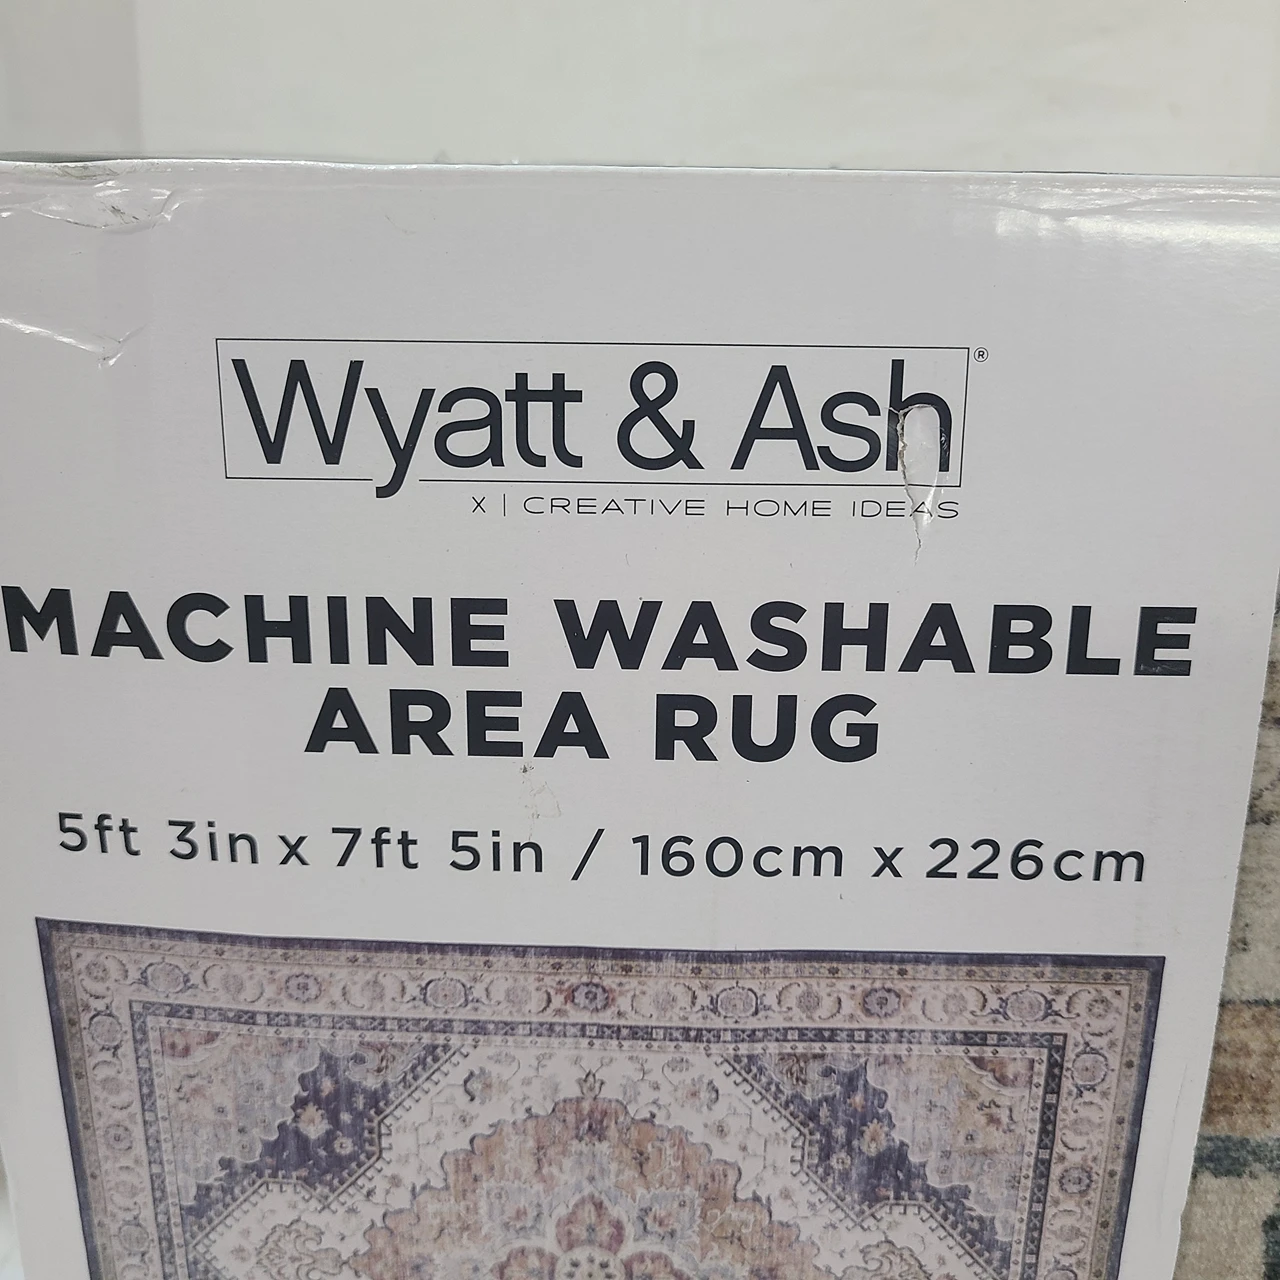 Wyatt & Ash®
X | CREATIVE HOME IDEAS
MACHINE WASHABLE
AREA RUG
5ft 3in x 7ft 5in / 160cm x 226cm